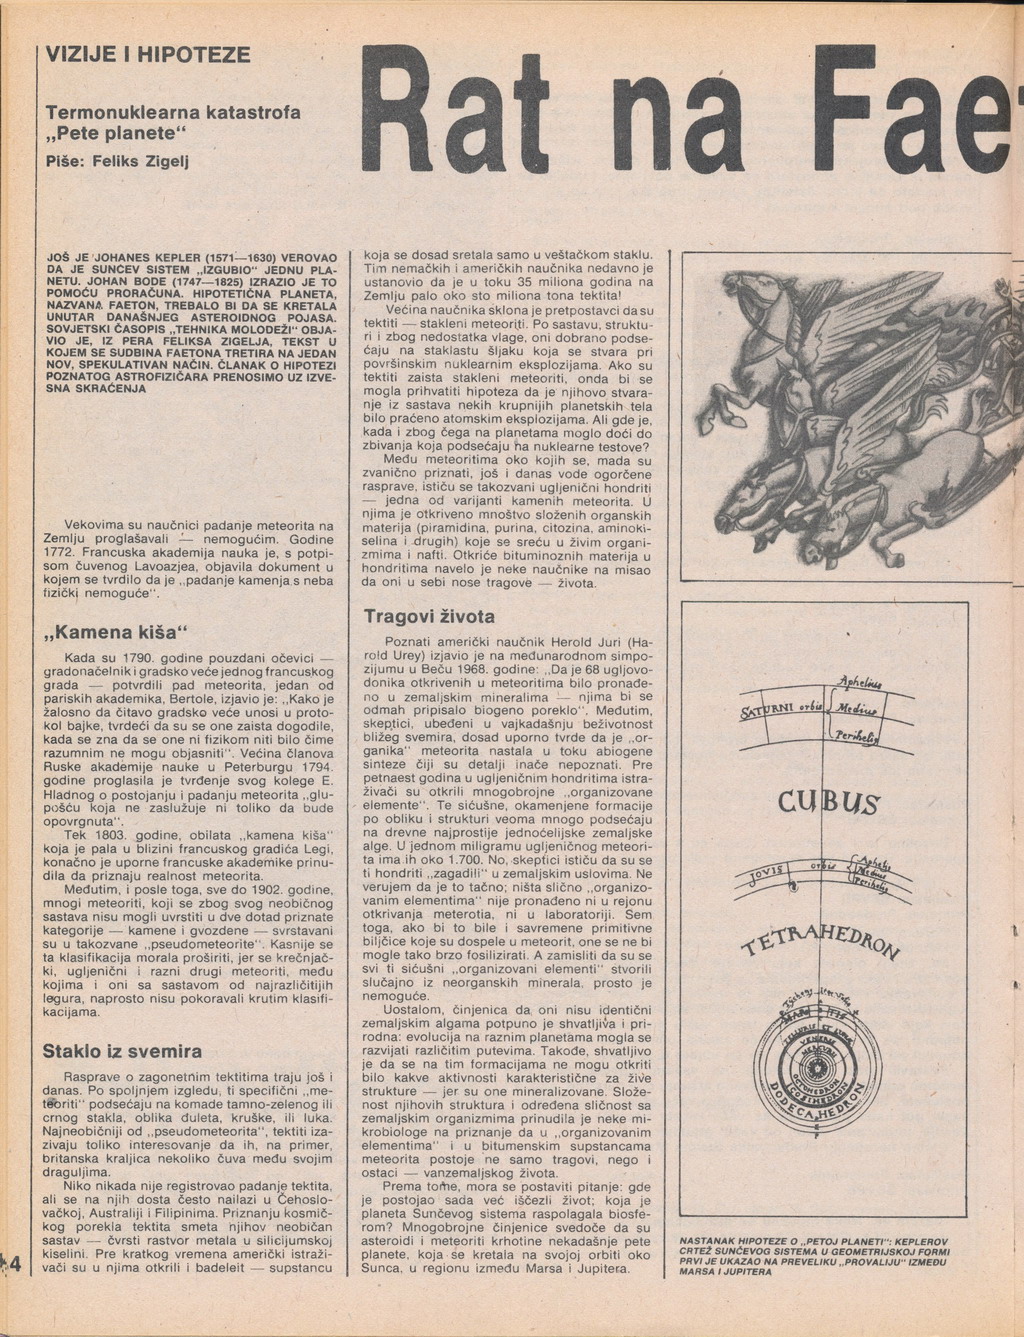 VIZIJE I HIPOTEZE
Termonuklearna katastrofa
„Pete planete“
Piše: Feliks Zigelj
Rat na Fae
JOŠ JE JOHANES KEPLER (1571—1630) VEROVAO
DA JE SUNČEV SISTEM „IZGUBIO“ JEDNU PLA-
NETU. JOHAN BODE (1747—1825) IZRAZIO JE TO
POMOĆU PRORAČUNA. HIPOTETIČNA PLANETA,
NAZVANA FAETON, TREBALO BI DA SE KRETALA
UNUTAR DANAŠNJEG ASTEROIDNOG POJASA.
SOVJETSKI ČASOPIS „TEHNIKA MOLODEŽI“ OBJA-
VIO JE, IZ PERA FELIKSA ZIGELJA, TEKST U
KOJEM SE SUDBINA FAETONA TRETIRA NA JEDAN
NOV, SPEKULATIVAN NAČIN. ČLANAK O HIPOTEZI
POZNATOG ASTROFIZIČARA PRENOSIMO UZ IZVE-
SNA SKRAĆENJA
Vekovima su naučnici padanje meteorita na
Zemlju proglašavali — nemogućim. Godine
1772. Francuska akademija nauka je, s potpi-
som čuvenog Lavoazjea, objavila dokument u
kojem se tvrdilo da je „padanje kamenja s neba
fizički nemoguće“.
„Kamena kiša“
Kada su 1790. godine pouzdani očevici —
gradonačelnik i gradsko veće jednog francuskog
grada — potvrdili pad meteorita, jedan od
pariskih akademika, Bertole, izjavio je: „Kako je
žalosno da čitavo gradsko veće unosi u proto-
kol bajke, tvrdeći da su se one zaista dogodile,
kada se zna da se one ni fizikom niti bilo čime
razumnim ne mogu objasniti“. Većina članova
Ruske akademije nauke u Peterburgu 1794.
godine proglasila je tvrđenje svog kolege E.
Hladnog o postojanju i padanju meteorita „glu-
pošću koja ne zaslužuje ni toliko da bude
opovrgnuta“.
Tek 1803. godine, obilata „kamena kiša“
koja je pala u blizini francuskog gradića Legi,
konačno je uporne francuske akademike prinu-
dila da priznaju realnost meteorita.
Međutim, i posle toga, sve do 1902. godine,
mnogi meteoriti, koji se zbog svog neobičnog
sastava nisu mogli uvrstiti u dve dotad priznate
kategorije — kamene i gvozdene — svrstavani
su u takozvane „pseudometeorite“. Kasnije se
ta klasifikacija morala proširiti, jer se krečnjač-
ki, ugljenični i razni drugi meteoriti, među
kojima i oni sa sastavom od najrazličitijih
legura, naprosto nisu pokoravali krutim klasifi-
kacijama.
Staklo iz svemira
Rasprave o zagonetnim tektitima traju još i
danas. Po spoljnjem izgledu, ti specifični „me-
teoriti“ podsećaju na komade tamno-zelenog ili
crnog stakla, oblika đuleta, kruške, ili luka.
Najneobičniji od „pseudometeorita“, tektiti iza-
zivaju toliko interesovanje da ih, na primer,
britanska kraljica nekoliko čuva među svojim
draguljima.
Niko nikada nije registrovao padanje tektita,
ali se na njih dosta često nailazi u Čehoslo-
vačkoj, Australiji i Filipinima. Priznanju kosmič-
kog porekla tektita smeta njihov neobičan
sastav — čvrsti rastvor metala u silicijumskoj
kiselini. Pre kratkog vremena američki istraži-
vači su u njima otkrili i badeleit — supstancu
koja se dosad sretala samo u veštačkom staklu.
Tim nemačkih i američkih naučnika nedavno je
ustanovio da je u toku 35 miliona godina na
Zemlju palo oko sto miliona tona tektita!
Većina naučnika sklona je pretpostavci da su
tektiti — stakleni meteoriti. Po sastavu, struktu-
ri i zbog nedostatka vlage, oni dobrano podse-
ćaju na staklastu šljaku koja se stvara pri
površinskim nuklearnim eksplozijama. Ako su
tektiti zaista stakleni meteoriti, onda bi se
mogla prihvatiti hipoteza da je njihovo stvara-
nje iz sastava nekih krupnijih planetskih tela
bilo praćeno atomskim eksplozijama. Ali gde je,
kada i zbog čega na planetama moglo doći do
zbivanja koja podsećaju na nuklearne testove?
Među meteoritima oko kojih se, mada su
zvanično priznati, još i danas vode ogorčene
rasprave, ističu se takozvani ugljenični hondriti
— jedna od varijanti kamenih meteorita. U
njima je otkriveno mnoštvo složenih organskih
materija (piramidina, purina, citozina, aminoki-
selina i drugih) koje se sreću u živim organi-
zmima i nafti. Otkriće bituminoznih materija u
hondritima navelo je neke naučnike na misao
da oni u sebi nose tragove — života.
Tragovi života
Poznati američki naučnik Herold Juri (Ha-
rold Urey) izjavio je na međunarodnom simpo-
zijumu u Beču 1968. godine: „Da je 68 ugljovo-
donika otkrivenih u meteoritima bilo pronađe-
no u zemaljskim mineralima — njima bi se
odmah pripisalo biogeno poreklo“. Međutim,
skeptici, ubeđeni u vajkadašnju beživotnost
bližeg svemira, dosad uporno tvrde da je „or-
ganika“ meteorita nastala u toku abiogene
sinteze čiji su detalji inače nepoznati. Pre
petnaest godina u ugljeničnim hondritima istra-
živači su otkrili mnogobrojne „organizovane
elemente“. Te sićušne, okamenjene formacije
po obliku i strukturi veoma mnogo podsećaju
na drevne najprostije jednoćelijske zemaljske
alge. U jednom miligramu ugljeničnog meteori-
ta ima ih oko 1.700. No, skeptici ističu da su se
ti hondriti „zagadili“ u zemaljskim uslovima. Ne
verujem da je to tačno; ništa slično „organizo-
vanim elementima“ nije pronađeno ni u rejonu
otkrivanja meterotia, ni u laboratoriji. Sem
toga, ako bi to bile i savremene primitivne
biljčice koje su dospele u meteorit, one se ne bi
mogle tako brzo fosilizirati. A zamisliti da su se
svi ti sićušni „organizovani elementi“ stvorili
slučajno iz neorganskih minerala, prosto je
nemoguće.
Uostalom, činjenica da oni nisu identični
zemaljskim algama potpuno je shvatljiva i pri-
rodna: evolucija na raznim planetama mogla se
razvijati različitim putevima. Takođe, shvatljivo
je da se na tim formacijama ne mogu otkriti
bilo kakve aktivnosti karakteristične za žive
strukture — jer su one mineralizovane. Slože-
nost njihovih struktura i određena sličnost sa
zemaljskim organizmima prinudila je neke mi-
krobiologe na priznanje da u „organizovanim
elementima“ i u bitumenskim supstancama
meteorita postoje ne samo tragovi, nego i
ostaci — vanzemaljskog života.
Prema tome, mora se postaviti pitanje: gde
je postojao sada već iščezli život; koja je
planeta Sunčevog sistema raspolagala biosfe-
rom? Mnogobrojne činjenice svedoče da su
asteroidi i meteoriti krhotine nekadašnje pete
planete, koja se kretala na svojoj orbiti oko
Sunca, u regionu između Marsa i Jupitera.
Aphelius
SATURNI orbis Medius
Perihelius
CUBUS
JOVIS orbis
Aphelis
Medius
Perihelis
TETRAHEDRON
MARTIS
DODECAHEDRON
NASTANAK HIPOTEZE O „PETOJ PLANETI“: KEPLEROV
CRTEŽ SUNČEVOG SISTEMA U GEOMETRIJSKOJ FORMI
PRVI JE UKAZAO NA PREVELIKU „PROVALIJU“ IZMEĐU
MARSA I JUPITERA
4